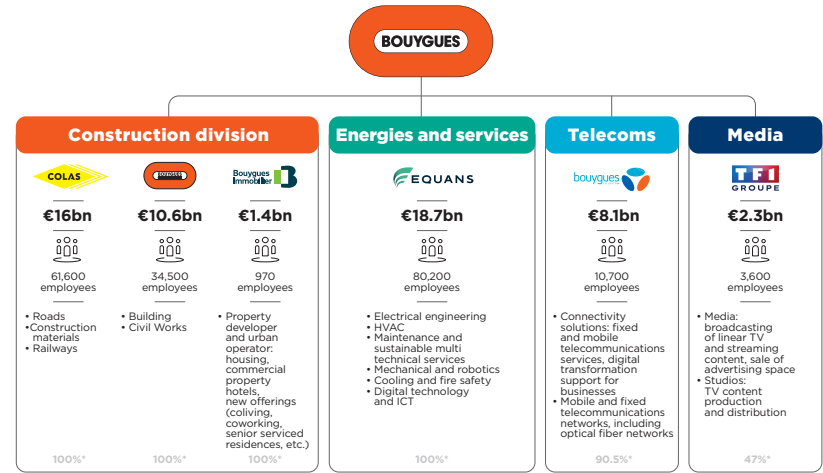 BOUYGUES
Construction division
COLAS
BOUYGUES
Bouygues
Immobilier
€16bn
€10.6bn
€1.4bn
61,600
employees
34,500
employees
970
employees
• Roads
•Construction
materials
• Railways
• Building
• Civil Works
• Property
developer
and urban
operator:
housing,
commercial
property
hotels,
new offerings
(coliving,
coworking,
senior serviced
residences, etc.)
100%*
100%*
100%*
Energies and services
EQUANS
€18.7bn
80,200
employees
• Electrical engineering
• HVAC
• Maintenance and
sustainable multi
technical services
• Mechanical and robotics
• Cooling and fire safety
• Digital technology
and ICT
100%*
Telecoms
bouygues
€8.1bn
10,700
employees
• Connectivity
solutions: fixed
and mobile
telecommunications
services, digital
transformation
support for
businesses
• Mobile and fixed
telecommunications
networks, including
optical fiber networks
90.5%*
Media
TF1
GROUPE
€2.3bn
3,600
employees
• Media:
broadcasting
of linear TV
and streaming
content, sale of
advertising space
• Studios:
TV content
production
and distribution
47%*